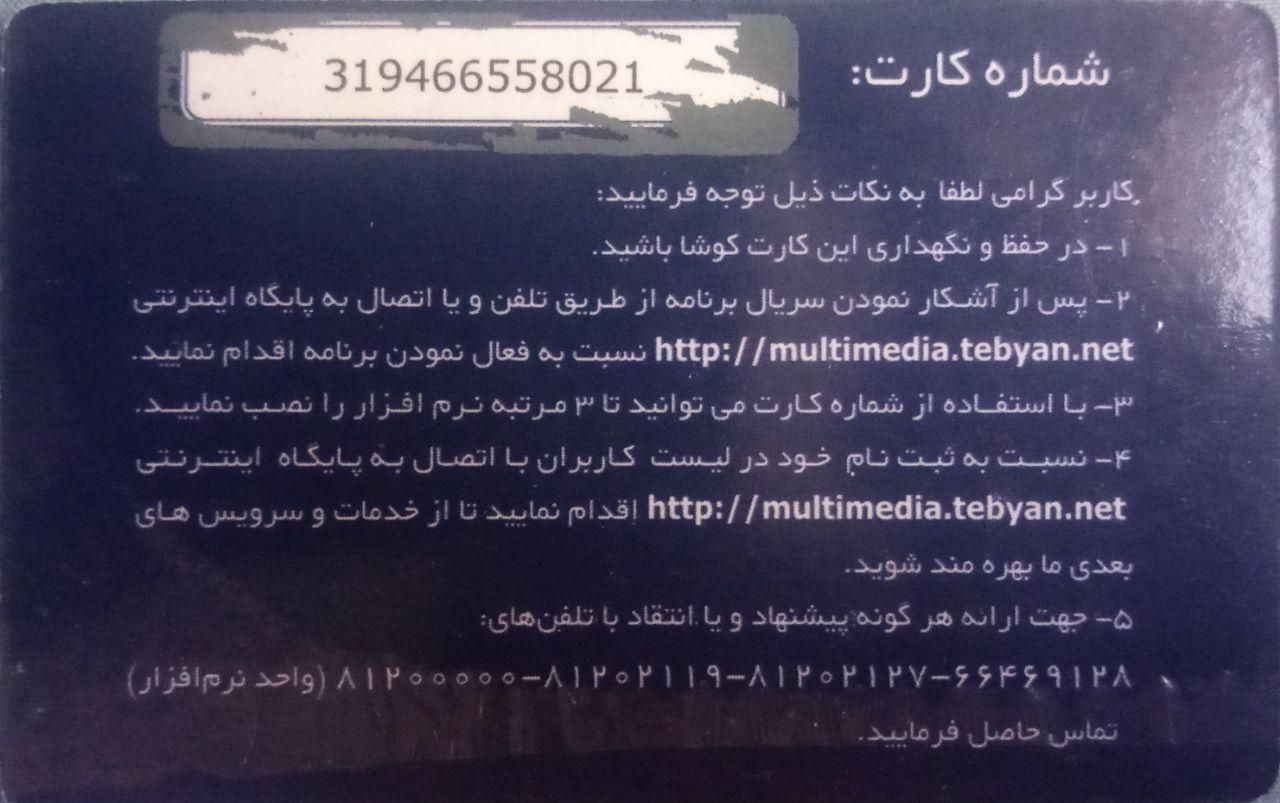 شماره کارت: 319466558021
کاربر گرامی لطفا به نکات ذیل توجه فرمایید:
۱- در حفظ و نگهداری این کارت کوشا باشید.
۲- پس از آشکار نمودن سریال برنامه از طریق تلفن و یا اتصال به پایگاه اینترنتی
http://multimedia.tebyan.net نسبت به فعال نمودن برنامه اقدام نمایید.
۳- با استفاده از شماره کارت می توانید تا ۳ مرتبه نرم افزار را نصب نمایید.
۴- نسبت به ثبت نام خود در لیست کاربران با اتصال به پایگاه اینترنتی
http://multimedia.tebyan.net اقدام نمایید تا از خدمات و سرویس های
بعدی ما بهره مند شوید.
۵- جهت ارائه هر گونه پیشنهاد و یا انتقاد با تلفن‌های:
۶۶۴۶۹۱۲۸-۸۱۲۰۲۱۲۷-۸۱۲۰۲۱۱۹-۸۱۲۰۰۰۰۰ (واحد نرم‌افزار)
تماس حاصل فرمایید.